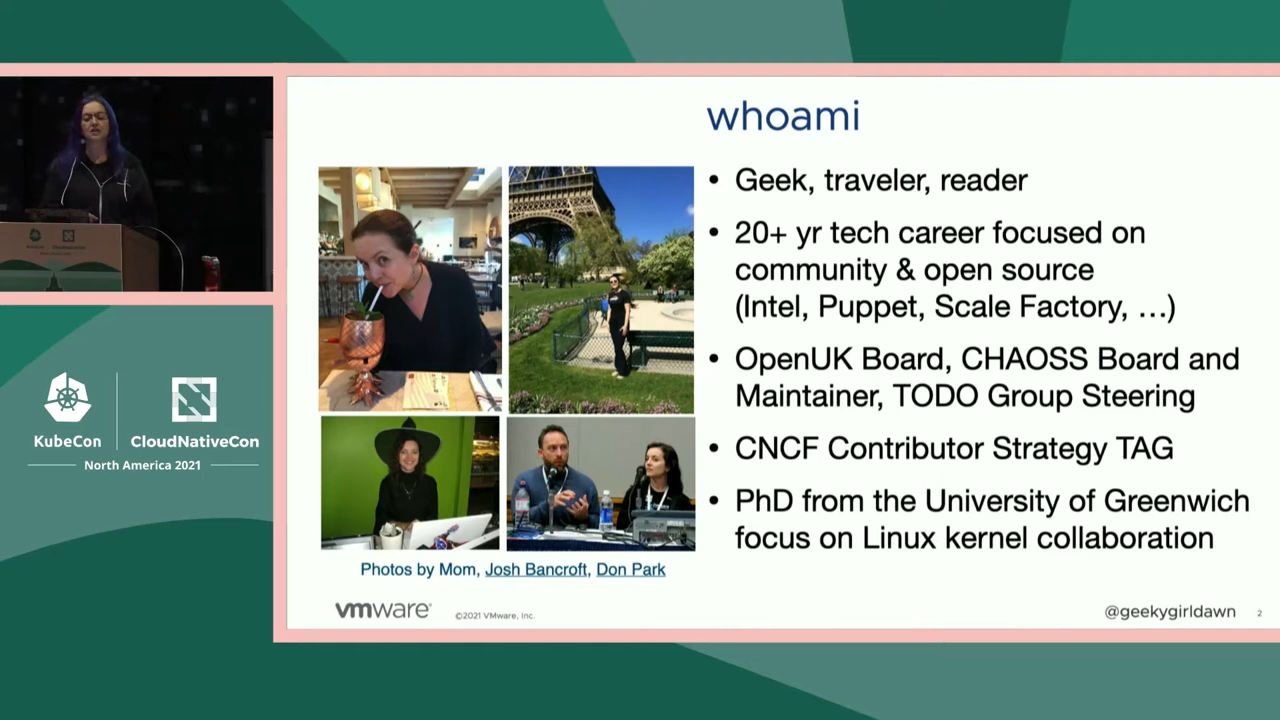 whoami
• Geek, traveler, reader
• 20+ yr tech career focused on
community & open source
(Intel, Puppet, Scale Factory, …)
• OpenUK Board, CHAOSS Board and
Maintainer, TODO Group Steering
• CNCF Contributor Strategy TAG
• PhD from the University of Greenwich
focus on Linux kernel collaboration
Photos by Mom, Josh Bancroft, Don Park
vmware®
©2021 VMware, Inc.
@geekygirldawn
2
KubeCon
CloudNativeCon
North America 2021